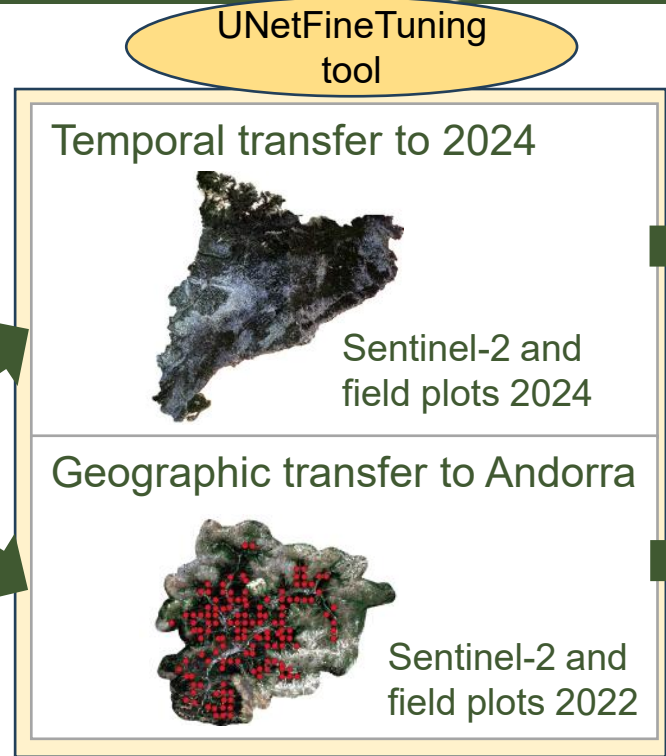 UNetFineTuning
tool
Temporal transfer to 2024
Sentinel-2 and
field plots 2024
Geographic transfer to Andorra
Sentinel-2 and
field plots 2022